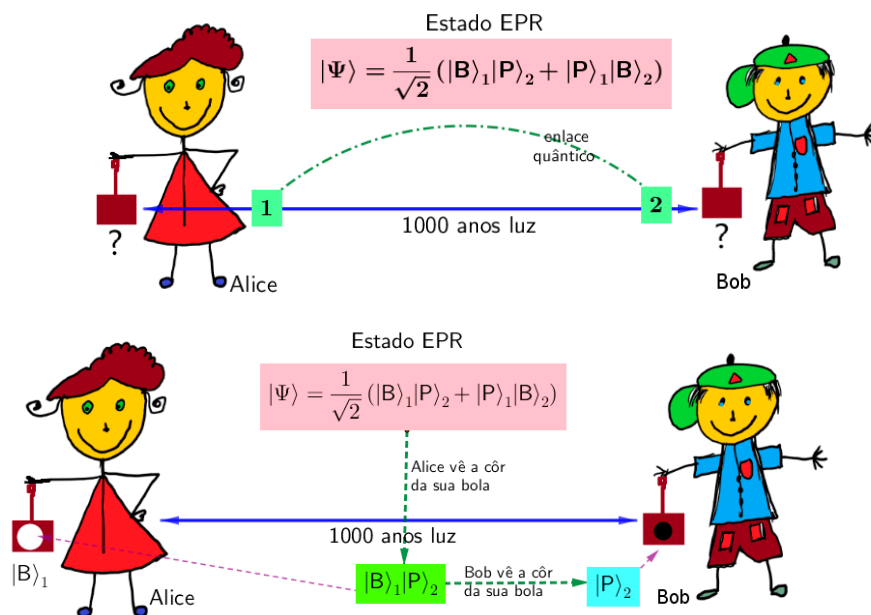 Estado EPR
|Ψ⟩ = 1/√2 (|B⟩₁|P⟩₂ + |P⟩₁|B⟩₂)
enlace
quântico
1
2
1000 anos luz
?
?
Alice
Bob
Estado EPR
|Ψ⟩ = 1/√2 (|B⟩₁|P⟩₂ + |P⟩₁|B⟩₂)
Alice vê a côr
da sua bola
1000 anos luz
|B⟩₁
|B⟩₁|P⟩₂
Bob vê a côr
da sua bola
|P⟩₂
Alice
Bob